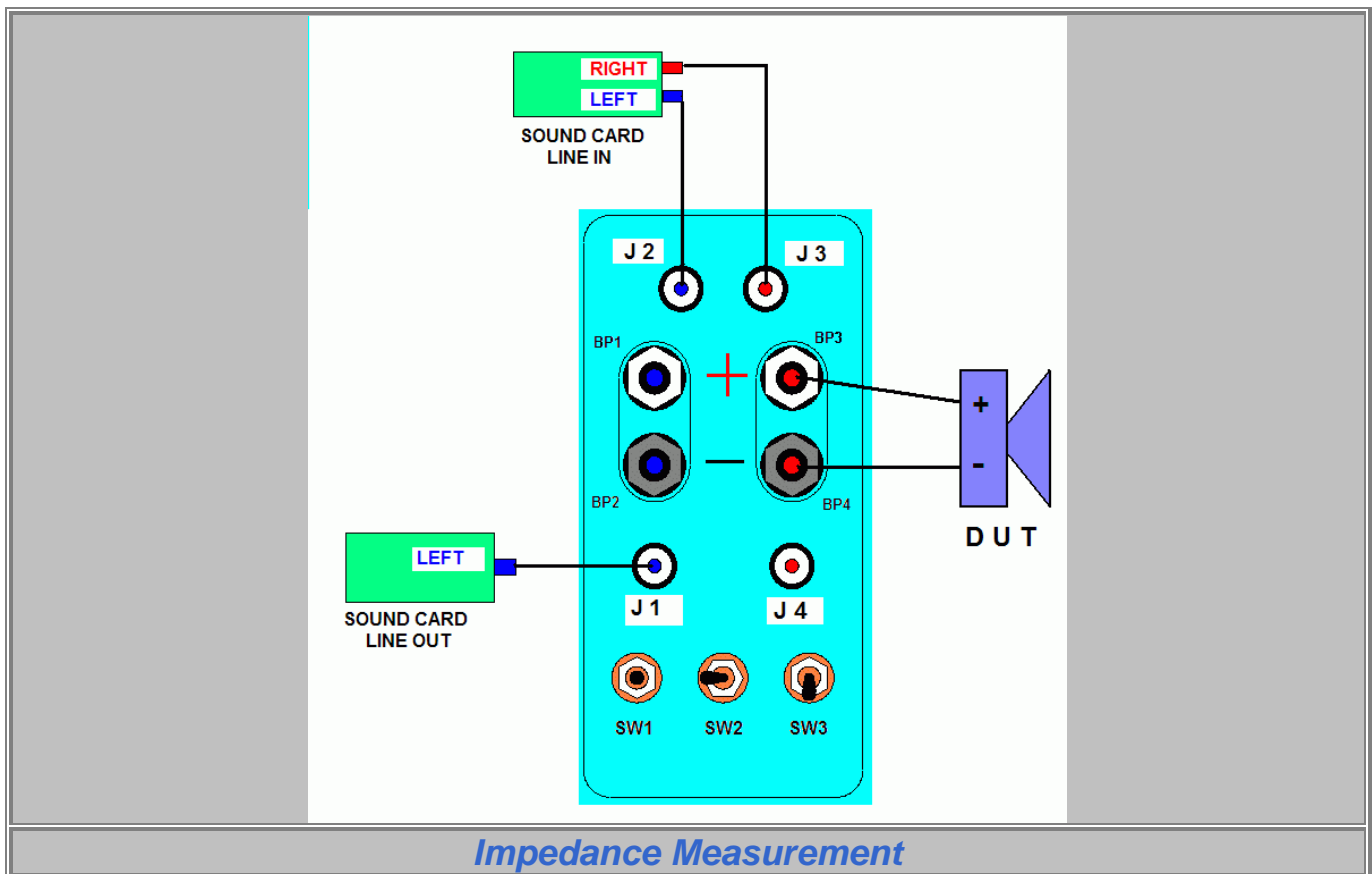 RIGHT
LEFT
SOUND CARD
LINE IN
J 2
J 3
BP1
BP3
+
+
-
—
BP2
BP4
D U T
LEFT
J 1
J 4
SOUND CARD
LINE OUT
SW1
SW2
SW3
Impedance Measurement